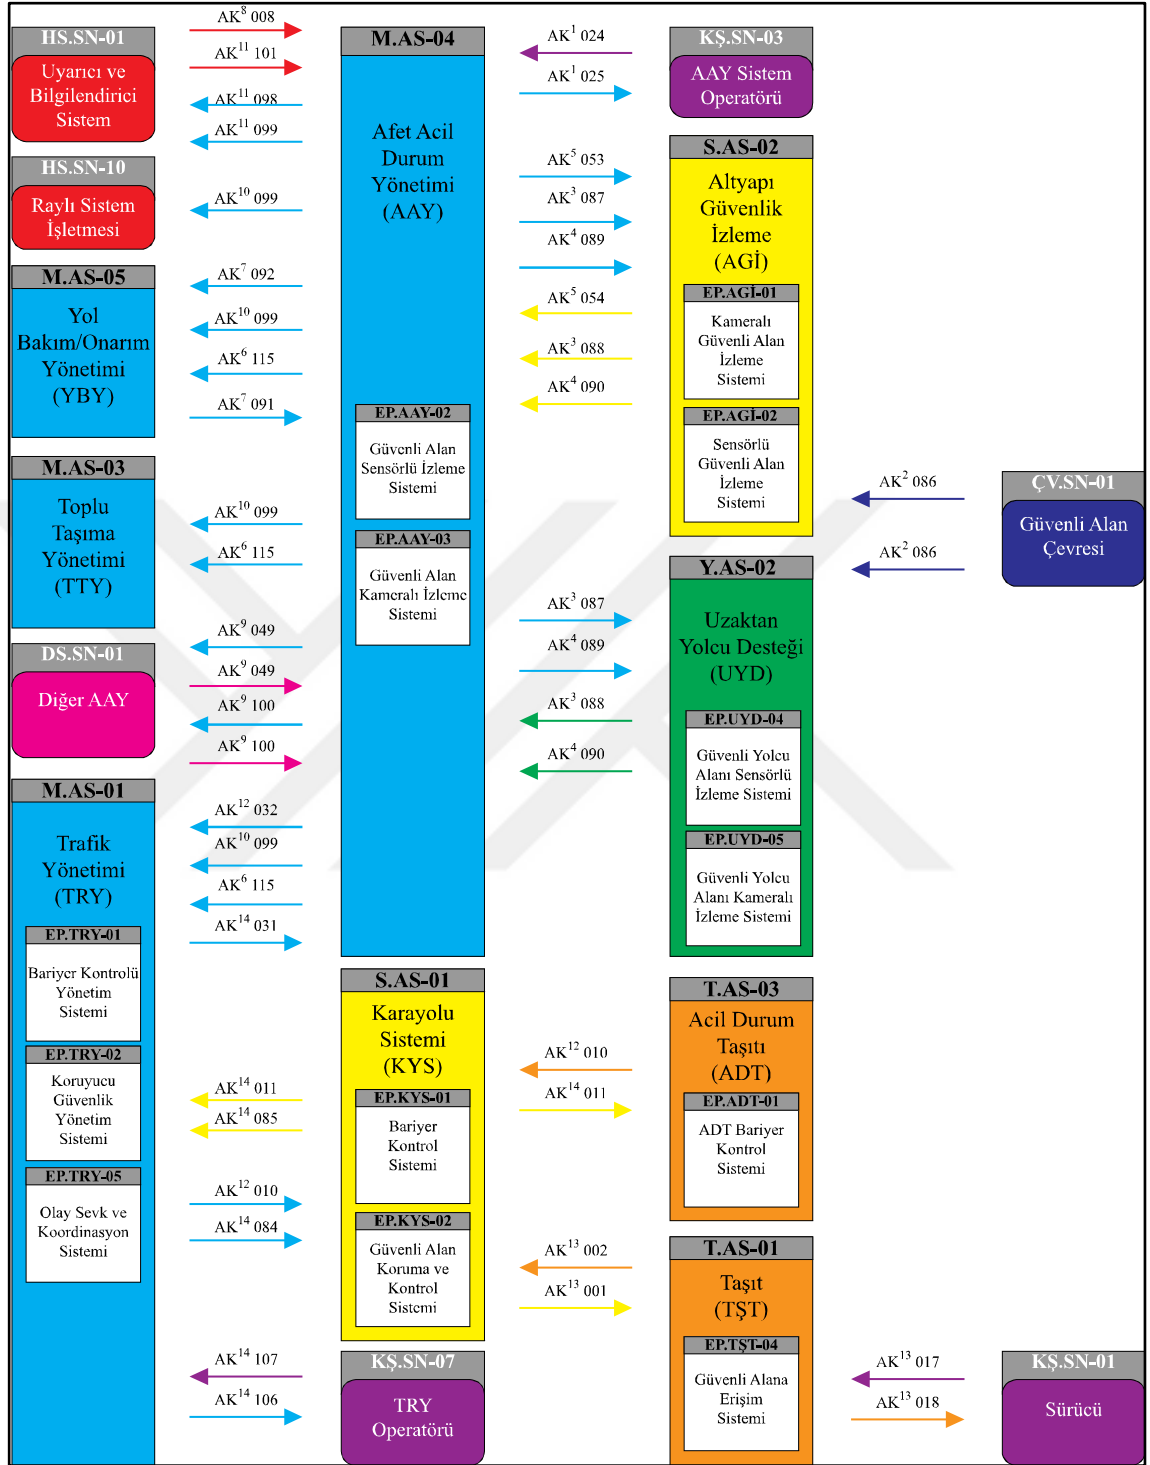 HS.SN-01
Uyarıcı ve
Bilgilendirici
Sistem
AK⁸ 008
AK¹¹ 101
AK¹¹ 098
AK¹¹ 099
HS.SN-10
Raylı Sistem
İşletmesi
AK¹⁰ 099
M.AS-05
Yol
Bakım/Onarım
Yönetimi
(YBY)
AK⁷ 092
AK¹⁰ 099
AK⁶ 115
AK⁷ 091
M.AS-03
Toplu
Taşıma
Yönetimi
(TTY)
AK¹⁰ 099
AK⁶ 115
DS.SN-01
Diğer AAY
AK⁹ 049
AK⁹ 049
AK⁹ 100
AK⁹ 100
M.AS-01
Trafik
Yönetimi
(TRY)
AK¹² 032
AK¹⁰ 099
AK⁶ 115
AK¹⁴ 031
EP.TRY-01
Bariyer Kontrolü
Yönetim
Sistemi
EP.TRY-02
Koruyucu
Güvenlik
Yönetim
Sistemi
EP.TRY-05
Olay Sevk ve
Koordinasyon
Sistemi
AK¹⁴ 011
AK¹⁴ 085
AK¹² 010
AK¹⁴ 084
AK¹⁴ 107
AK¹⁴ 106
M.AS-04
Afet Acil
Durum
Yönetimi
(AAY)
EP.AAY-02
Güvenli Alan
Sensörlü İzleme
Sistemi
EP.AAY-03
Güvenli Alan
Kameralı İzleme
Sistemi
S.AS-01
Karayolu
Sistemi
(KYS)
EP.KYS-01
Bariyer
Kontrol
Sistemi
EP.KYS-02
Güvenli Alan
Koruma ve
Kontrol
Sistemi
KŞ.SN-07
TRY
Operatörü
AK¹ 024
AK¹ 025
KŞ.SN-03
AAY Sistem
Operatörü
AK⁵ 053
AK³ 087
AK⁴ 089
AK⁵ 054
AK³ 088
AK⁴ 090
S.AS-02
Altyapı
Güvenlik
İzleme
(AGİ)
EP.AGİ-01
Kameralı
Güvenli Alan
İzleme
Sistemi
EP.AGİ-02
Sensörlü
Güvenli Alan
İzleme
Sistemi
AK² 086
AK² 086
ÇV.SN-01
Güvenli Alan
Çevresi
AK³ 087
AK⁴ 089
AK³ 088
AK⁴ 090
Y.AS-02
Uzaktan
Yolcu Desteği
(UYD)
EP.UYD-04
Güvenli Yolcu
Alanı Sensörlü
İzleme Sistemi
EP.UYD-05
Güvenli Yolcu
Alanı Kameralı
İzleme Sistemi
AK¹² 010
AK¹⁴ 011
T.AS-03
Acil Durum
Taşıtı
(ADT)
EP.ADT-01
ADT Bariyer
Kontrol
Sistemi
AK¹³ 002
AK¹³ 001
T.AS-01
Taşıt
(TŞT)
EP.TŞT-04
Güvenli Alana
Erişim
Sistemi
AK¹³ 017
AK¹³ 018
KŞ.SN-01
Sürücü